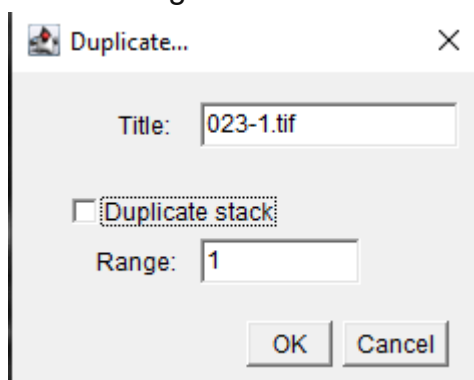 Duplicate...
Title: 023-1.tif
Duplicate stack
Range: 1
OK Cancel